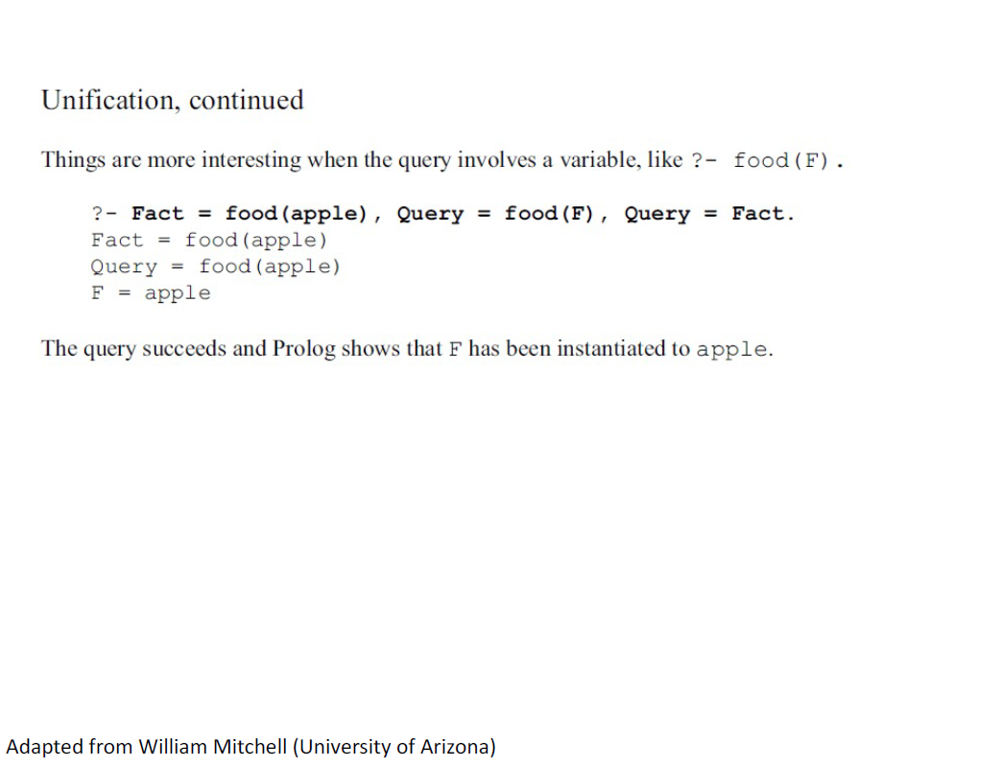 Unification, continued
Things are more interesting when the query involves a variable, like ?- food(F).
?- Fact = food(apple), Query = food(F), Query = Fact.
Fact = food(apple)
Query = food(apple)
F = apple
The query succeeds and Prolog shows that F has been instantiated to apple.
Adapted from William Mitchell (University of Arizona)